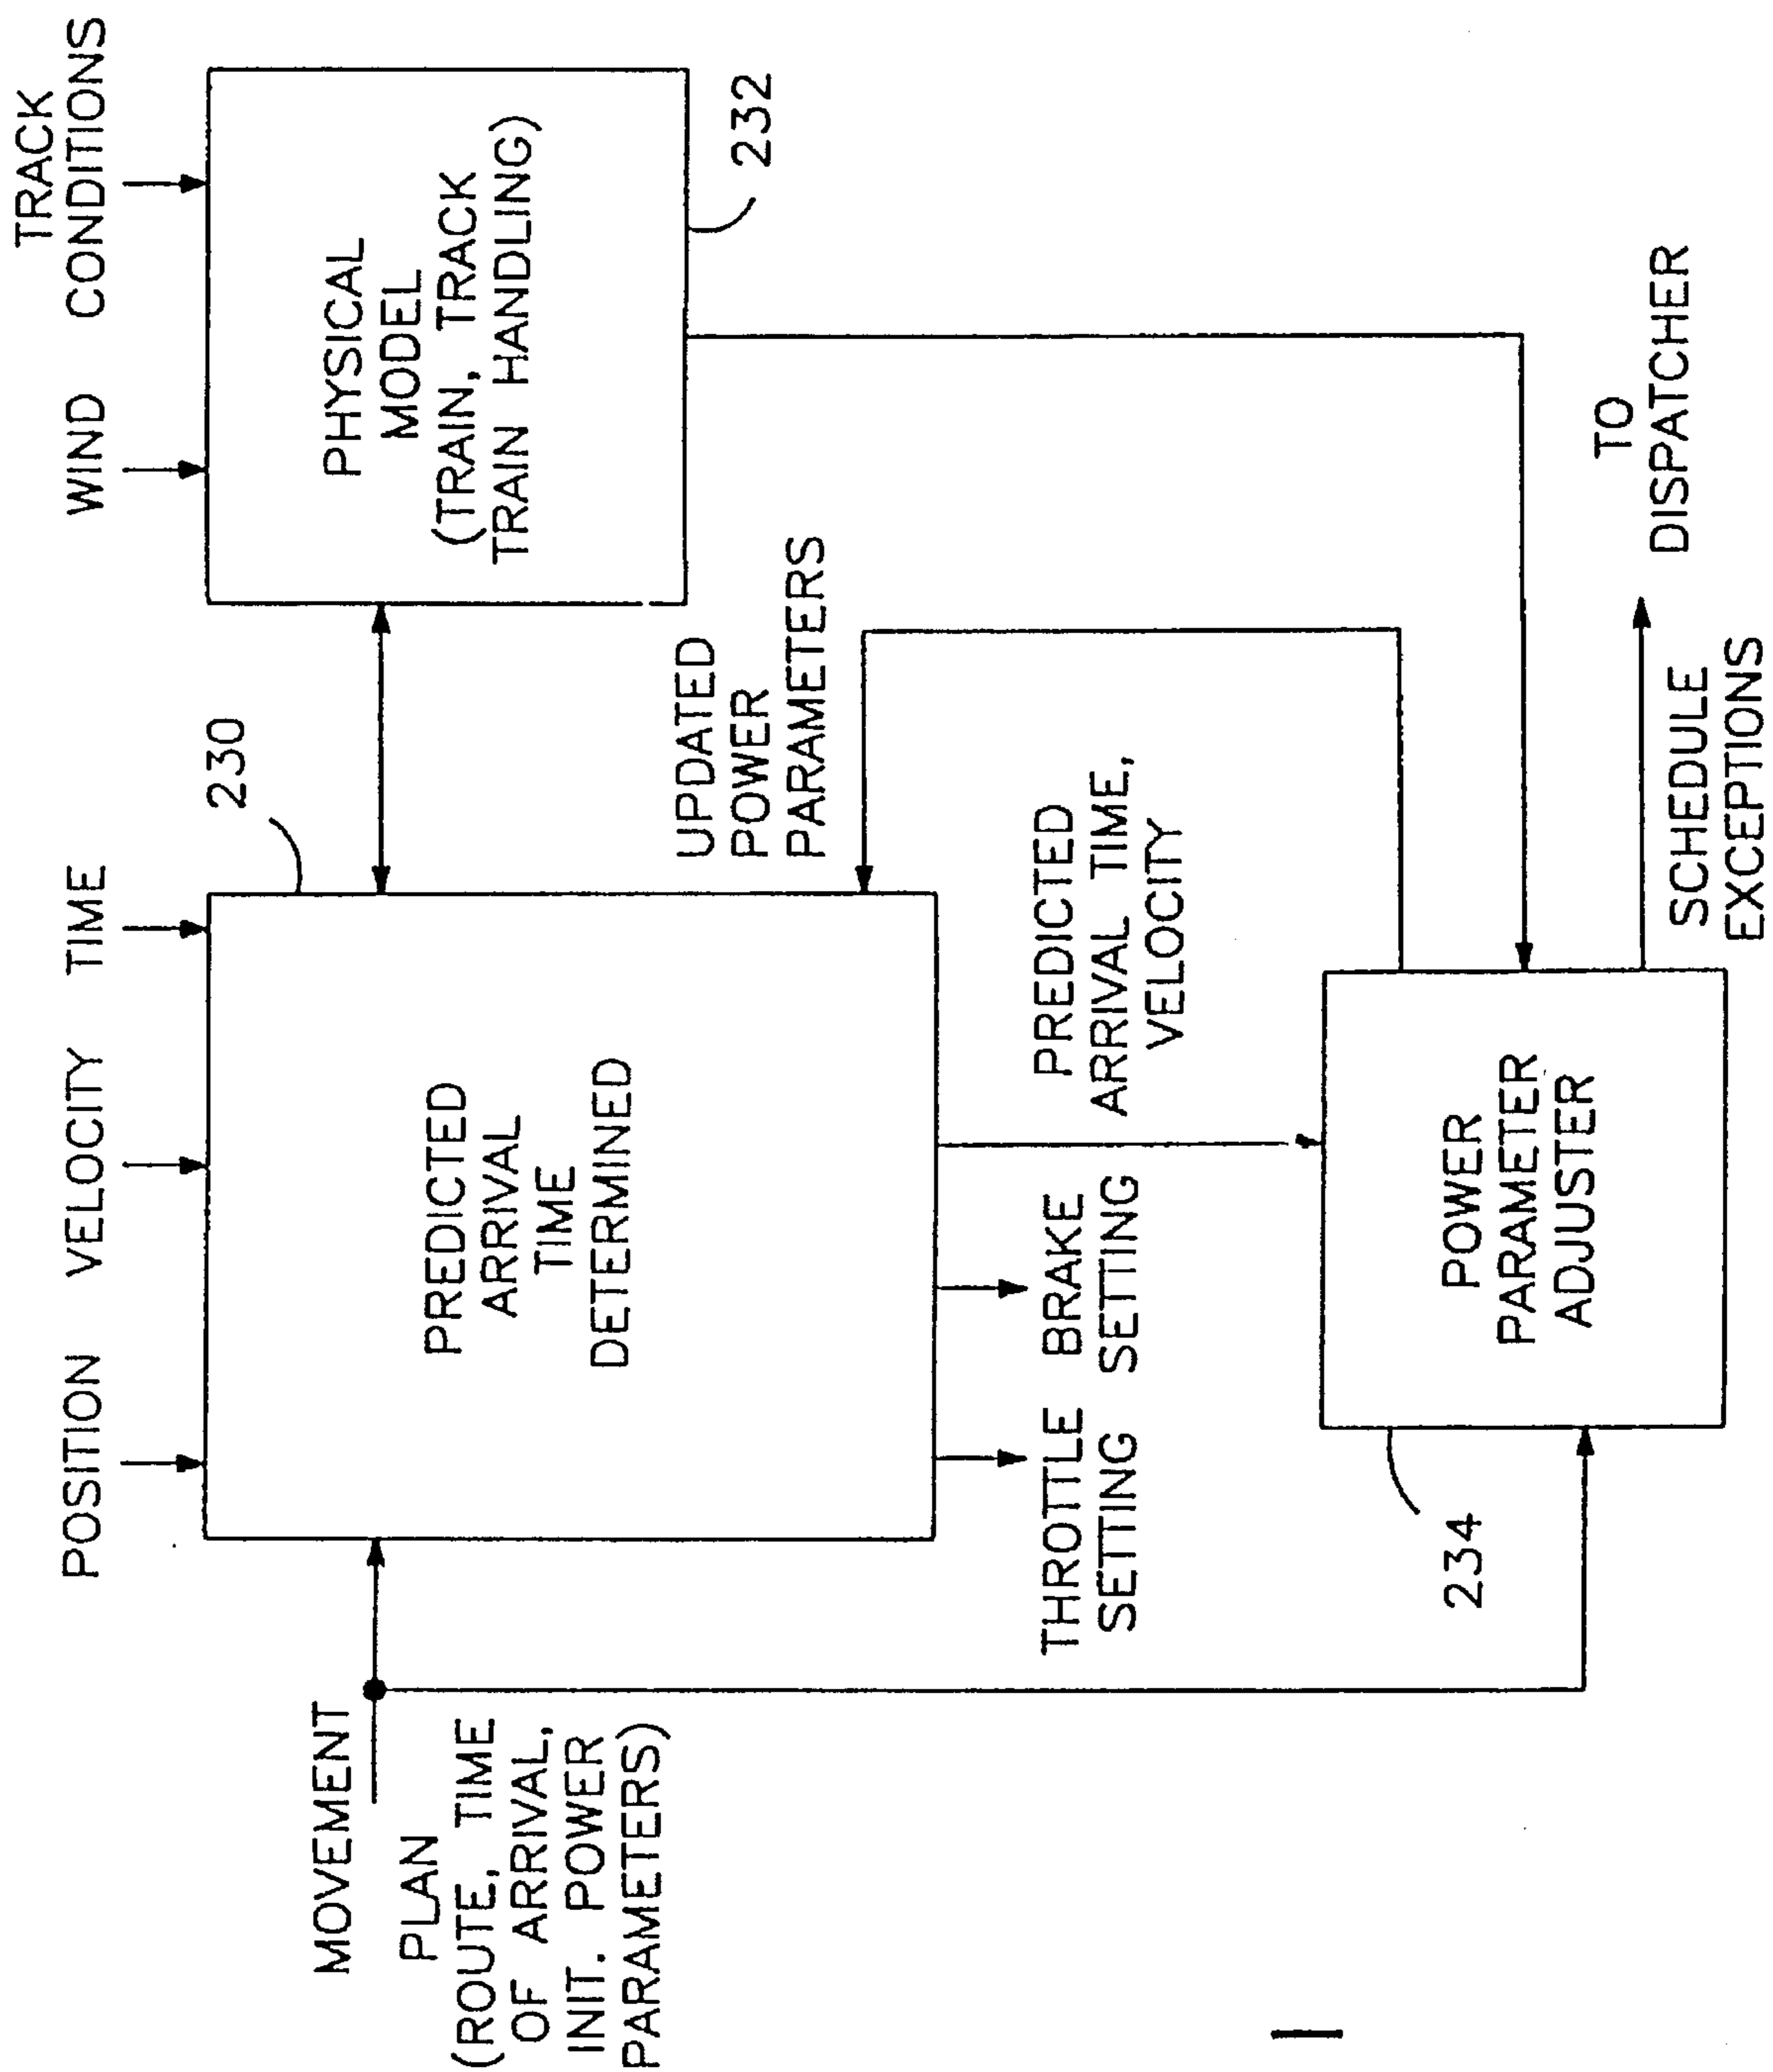 TRACK
WIND CONDITIONS
POSITION VELOCITY TIME
230
PHYSICAL
MODEL
(TRAIN, TRACK
TRAIN HANDLING)
232
MOVEMENT
PLAN
(ROUTE, TIME
OF ARRIVAL,
INIT. POWER
PARAMETERS)
PREDICTED
ARRIVAL
TIME
DETERMINED
UPDATED
POWER
PARAMETERS
THROTTLE BRAKE
SETTING SETTING
PREDICTED
ARRIVAL TIME,
VELOCITY
234
POWER
PARAMETER
ADJUSTER
TO
DISPATCHER
SCHEDULE
EXCEPTIONS